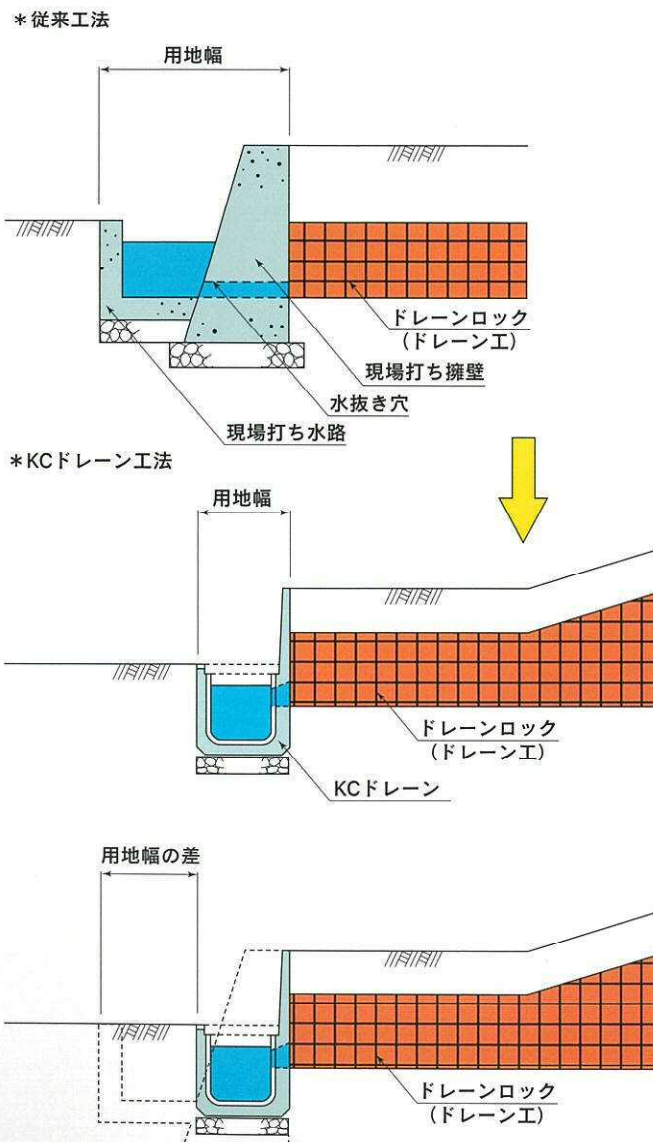 *従来工法
用地幅
ドレーンロック
(ドレーン工)
現場打ち擁壁
水抜き穴
現場打ち水路
*KCドレーン工法
用地幅
ドレーンロック
(ドレーン工)
KCドレーン
用地幅の差
ドレーンロック
(ドレーン工)